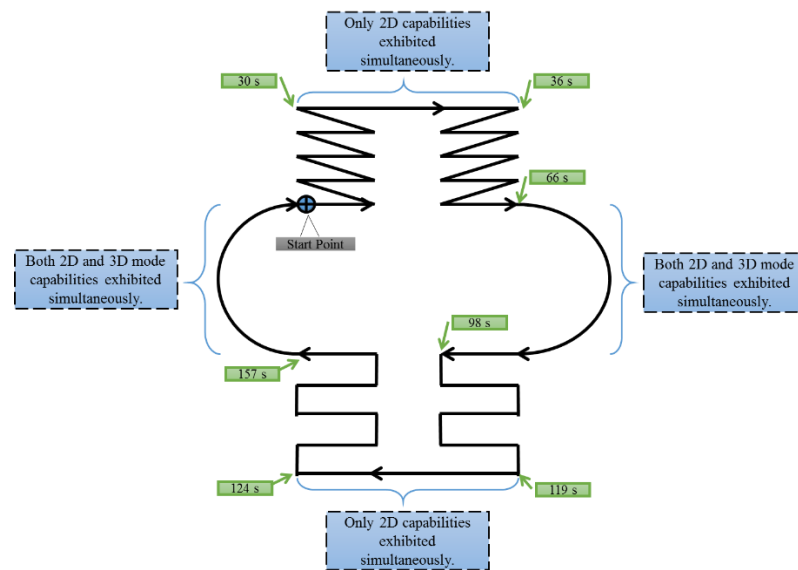 Only 2D capabilities
exhibited
simultaneously.
30 s
36 s
66 s
Start Point
Both 2D and 3D mode
capabilities exhibited
simultaneously.
Both 2D and 3D mode
capabilities exhibited
simultaneously.
98 s
157 s
124 s
119 s
Only 2D capabilities
exhibited
simultaneously.